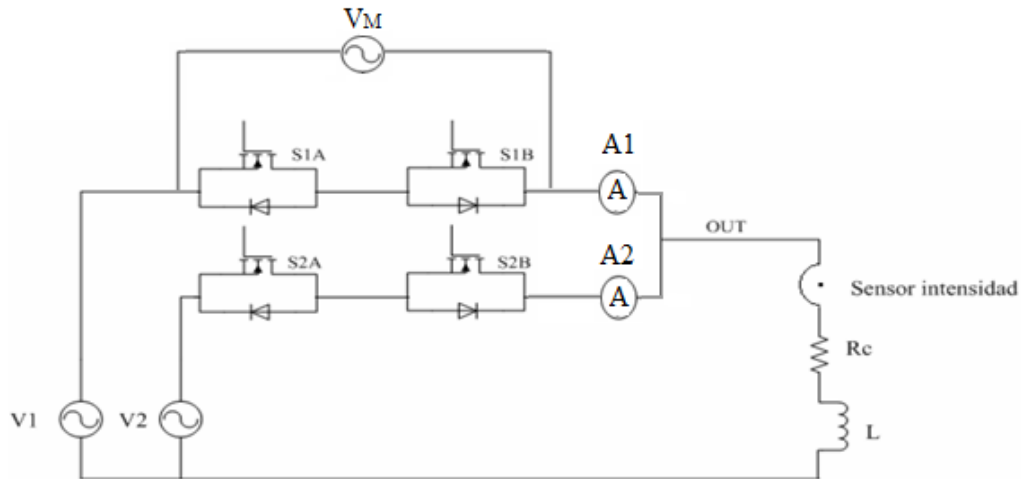 VM
S1A
S1B
A1
A
OUT
S2A
S2B
A2
A
Sensor intensidad
Rc
V1
V2
L